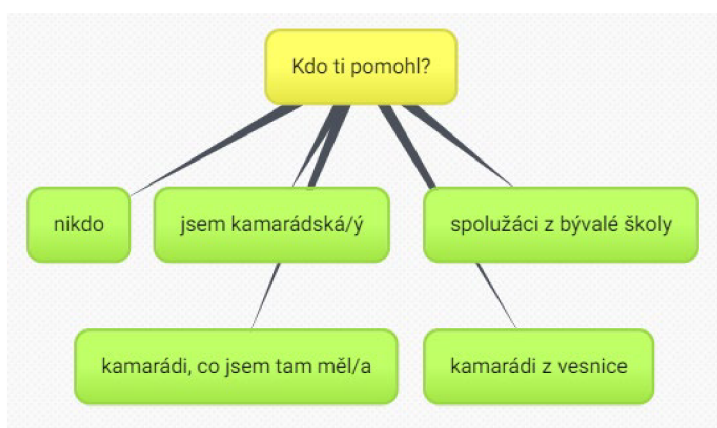 Kdo ti pomohl?
nikdo
jsem kamarádská/ý
spolužáci z bývalé školy
kamarádi, co jsem tam měl/a
kamarádi z vesnice